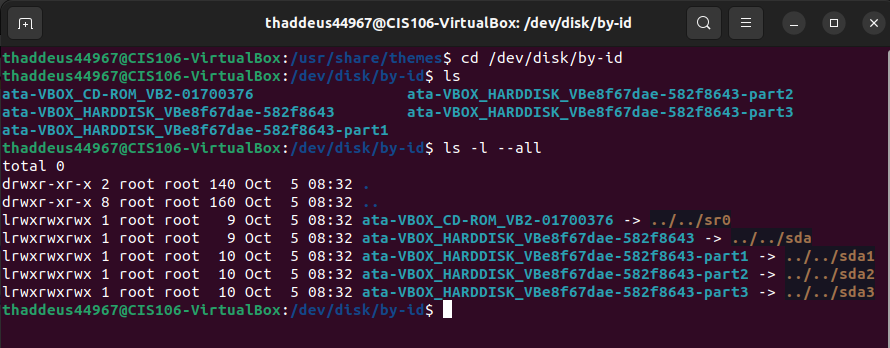 thaddeus44967@CIS106-VirtualBox: /dev/disk/by-id
thaddeus44967@CIS106-VirtualBox:/usr/share/themes$ cd /dev/disk/by-id
thaddeus44967@CIS106-VirtualBox:/dev/disk/by-id$ ls
ata-VBOX_CD-ROM_VB2-01700376 ata-VBOX_HARDDISK_VBe8f67dae-582f8643-part2
ata-VBOX_HARDDISK_VBe8f67dae-582f8643 ata-VBOX_HARDDISK_VBe8f67dae-582f8643-part3
ata-VBOX_HARDDISK_VBe8f67dae-582f8643-part1
thaddeus44967@CIS106-VirtualBox:/dev/disk/by-id$ ls -l --all
total 0
drwxr-xr-x 2 root root 140 Oct  5 08:32 .
drwxr-xr-x 8 root root 160 Oct  5 08:32 ..
lrwxrwxrwx 1 root root   9 Oct  5 08:32 ata-VBOX_CD-ROM_VB2-01700376 -> ../../sr0
lrwxrwxrwx 1 root root   9 Oct  5 08:32 ata-VBOX_HARDDISK_VBe8f67dae-582f8643 -> ../../sda
lrwxrwxrwx 1 root root  10 Oct  5 08:32 ata-VBOX_HARDDISK_VBe8f67dae-582f8643-part1 -> ../../sda1
lrwxrwxrwx 1 root root  10 Oct  5 08:32 ata-VBOX_HARDDISK_VBe8f67dae-582f8643-part2 -> ../../sda2
lrwxrwxrwx 1 root root  10 Oct  5 08:32 ata-VBOX_HARDDISK_VBe8f67dae-582f8643-part3 -> ../../sda3
thaddeus44967@CIS106-VirtualBox:/dev/disk/by-id$